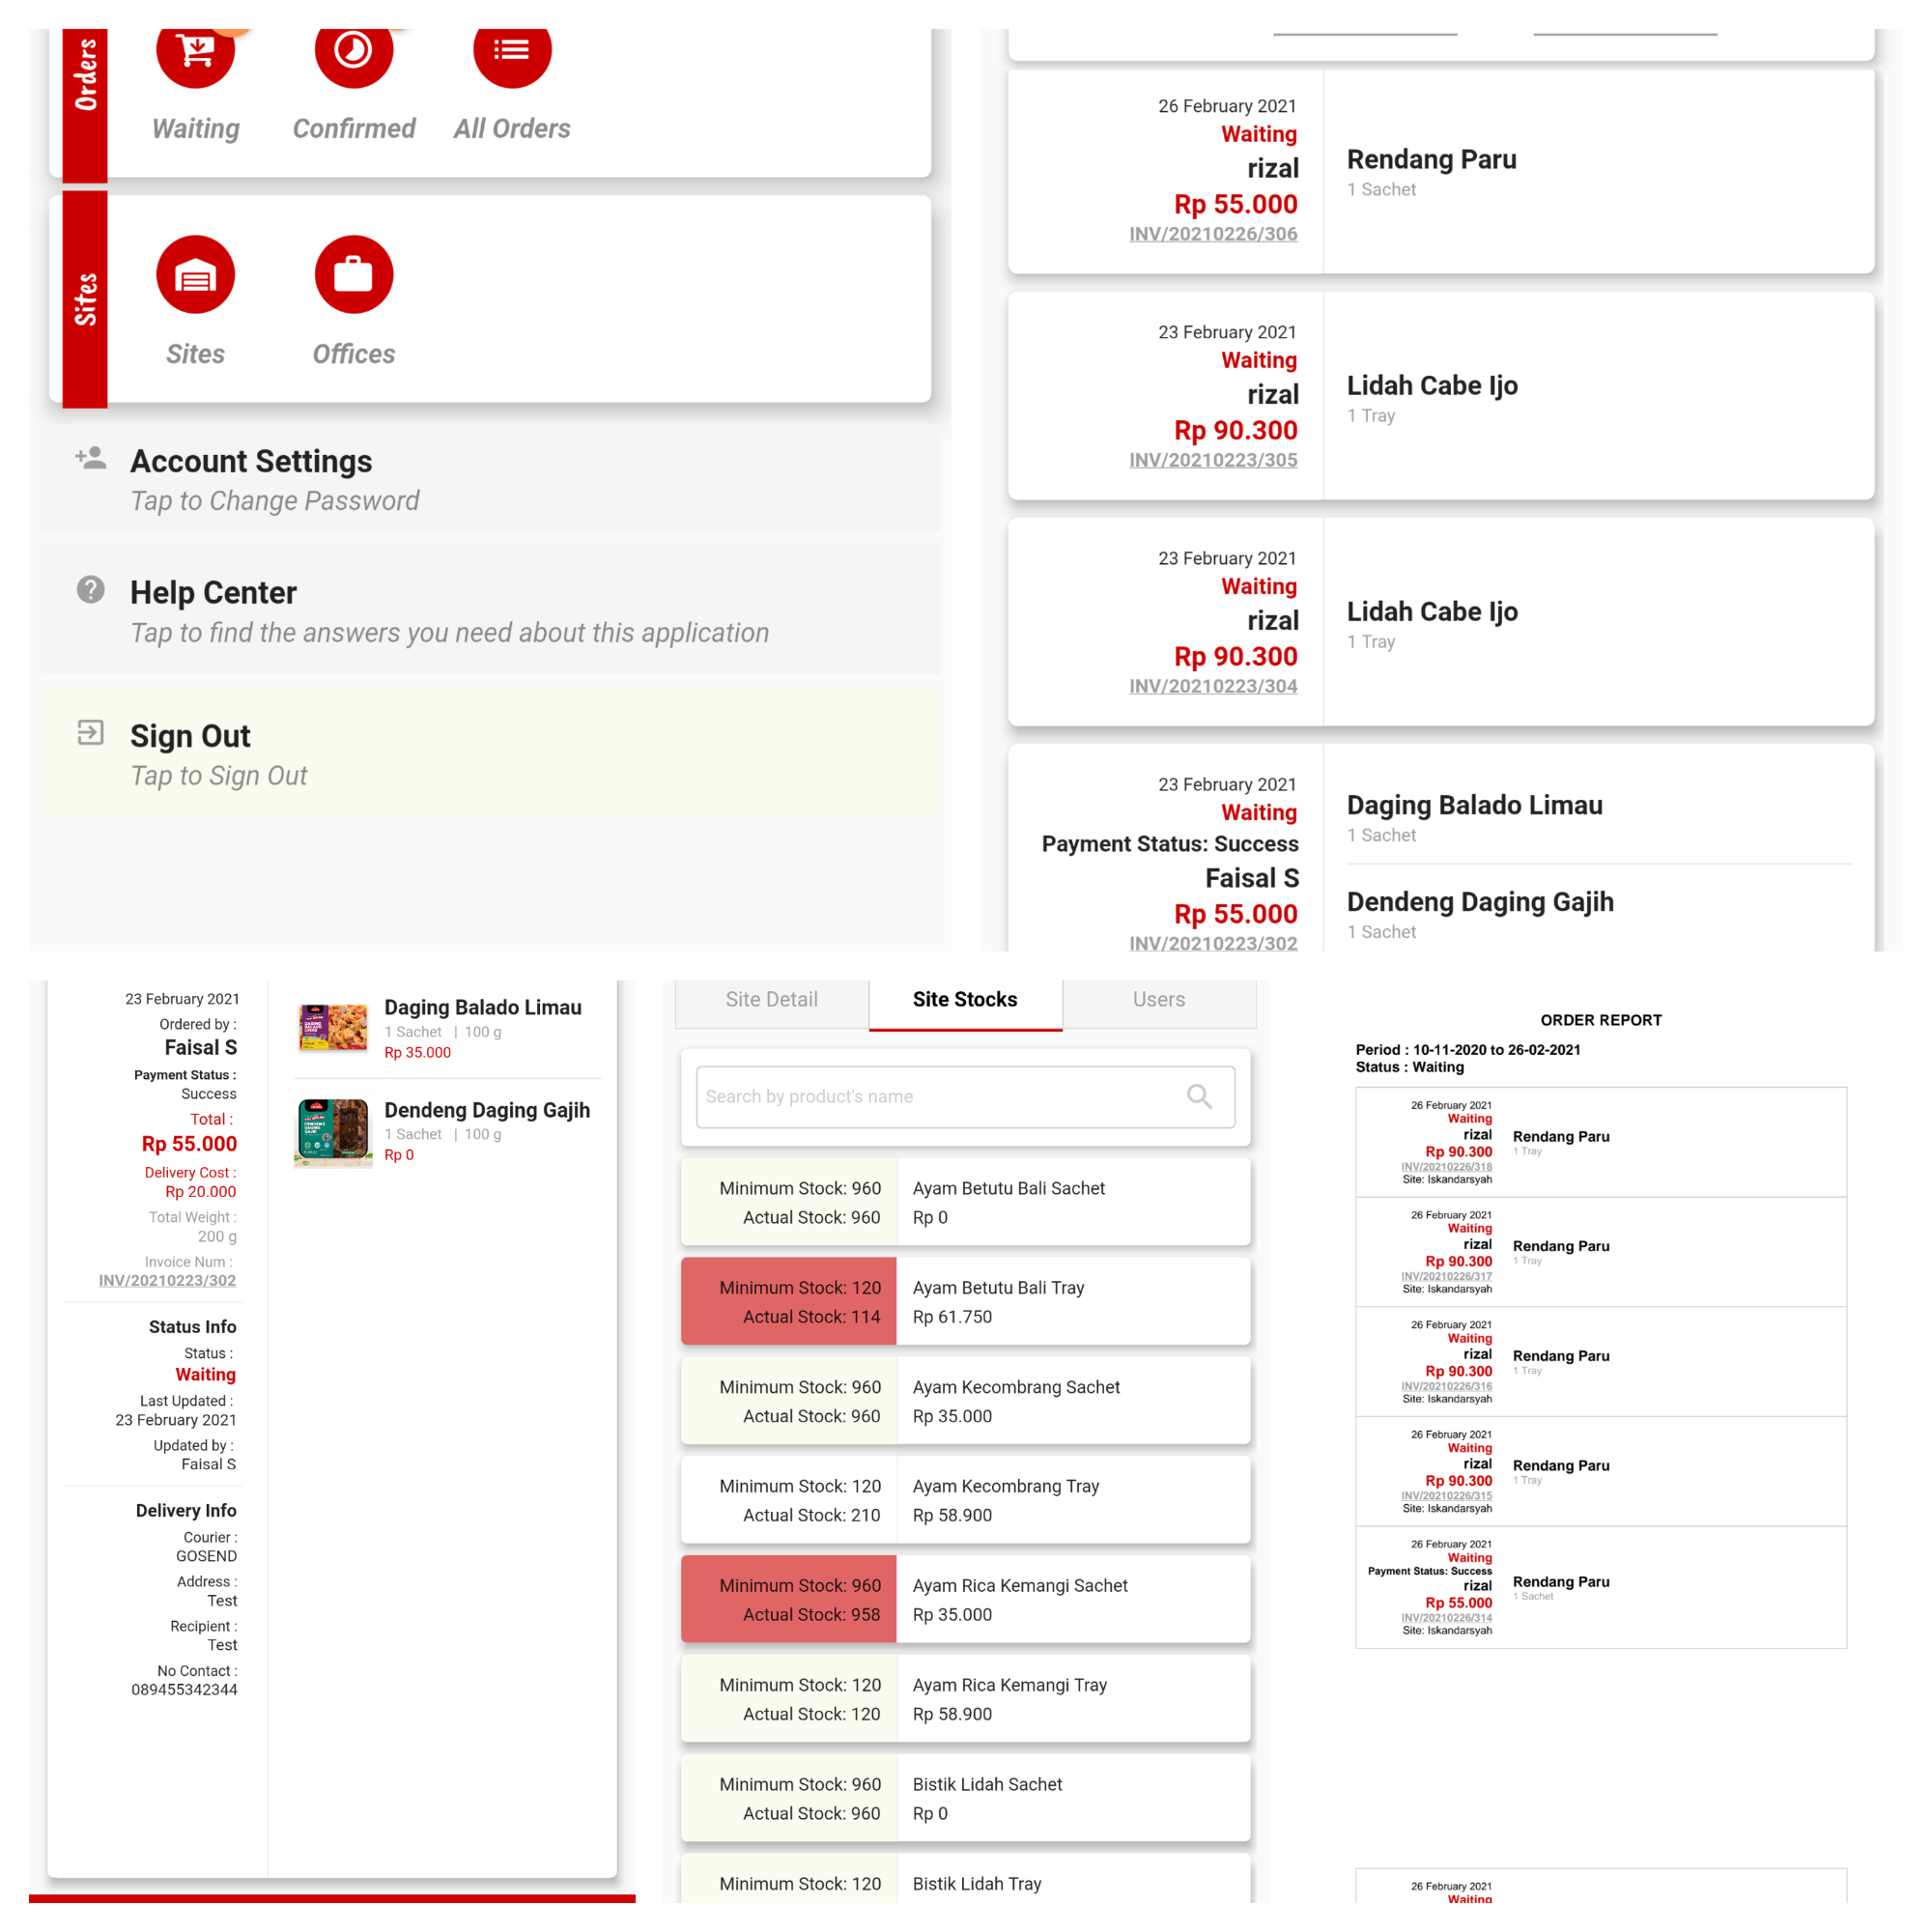 Orders
Waiting
Confirmed
All Orders
Sites
Sites
Offices
Account Settings
Tap to Change Password
Help Center
Tap to find the answers you need about this application
Sign Out
Tap to Sign Out
26 February 2021
Waiting
rizal
Rp 55.000
INV/20210226/306
Rendang Paru
1 Sachet
23 February 2021
Waiting
rizal
Rp 90.300
INV/20210223/305
Lidah Cabe Ijo
1 Tray
23 February 2021
Waiting
rizal
Rp 90.300
INV/20210223/304
Lidah Cabe Ijo
1 Tray
23 February 2021
Waiting
Payment Status: Success
Faisal S
Rp 55.000
INV/20210223/302
Daging Balado Limau
1 Sachet
Dendeng Daging Gajih
1 Sachet
23 February 2021
Ordered by :
Faisal S
Payment Status :
Success
Total :
Rp 55.000
Delivery Cost :
Rp 20.000
Total Weight :
200 g
Invoice Num :
INV/20210223/302
Status Info
Status :
Waiting
Last Updated :
23 February 2021
Updated by :
Faisal S
Delivery Info
Courier :
GOSEND
Address :
Test
Recipient :
Test
No Contact :
089455342344
Daging Balado Limau
1 Sachet | 100 g
Rp 35.000
Dendeng Daging Gajih
1 Sachet | 100 g
Rp 0
Site Detail
Site Stocks
Users
Search by product's name
Minimum Stock: 960
Actual Stock: 960
Ayam Betutu Bali Sachet
Rp 0
Minimum Stock: 120
Actual Stock: 114
Ayam Betutu Bali Tray
Rp 61.750
Minimum Stock: 960
Actual Stock: 960
Ayam Kecombrang Sachet
Rp 35.000
Minimum Stock: 120
Actual Stock: 210
Ayam Kecombrang Tray
Rp 58.900
Minimum Stock: 960
Actual Stock: 958
Ayam Rica Kemangi Sachet
Rp 35.000
Minimum Stock: 120
Actual Stock: 120
Ayam Rica Kemangi Tray
Rp 58.900
Minimum Stock: 960
Actual Stock: 960
Bistik Lidah Sachet
Rp 0
Minimum Stock: 120
Bistik Lidah Tray
ORDER REPORT
Period : 10-11-2020 to 26-02-2021
Status : Waiting
26 February 2021
Waiting
rizal
Rp 90.300
INV/20210226/318
Site: Iskandarsyah
Rendang Paru
1 Tray
26 February 2021
Waiting
rizal
Rp 90.300
INV/20210226/317
Site: Iskandarsyah
Rendang Paru
1 Tray
26 February 2021
Waiting
rizal
Rp 90.300
INV/20210226/316
Site: Iskandarsyah
Rendang Paru
1 Tray
26 February 2021
Waiting
rizal
Rp 90.300
INV/20210226/315
Site: Iskandarsyah
Rendang Paru
1 Tray
26 February 2021
Waiting
Payment Status: Success
rizal
Rp 55.000
INV/20210226/314
Site: Iskandarsyah
Rendang Paru
1 Sachet
26 February 2021
Waiting